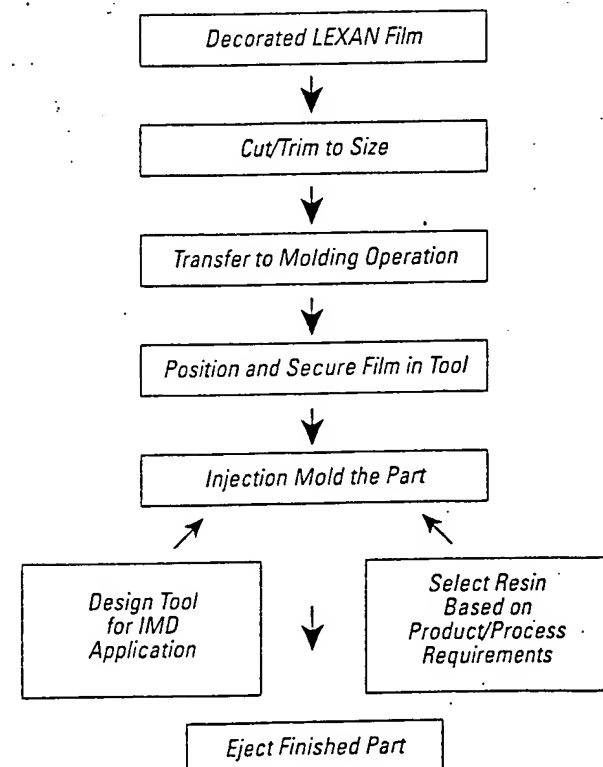 Decorated LEXAN Film
Cut/Trim to Size
Transfer to Molding Operation
Position and Secure Film in Tool
Injection Mold the Part
Design Tool
for IMD
Application
Select Resin
Based on
Product/Process
Requirements
Eject Finished Part